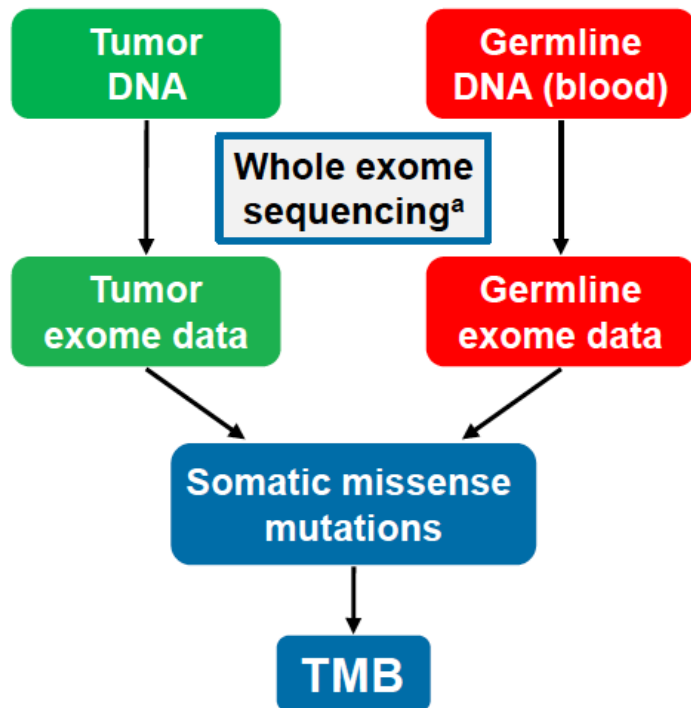 Tumor
DNA
Germline
DNA (blood)
Whole exome
sequencingᵃ
Tumor
exome data
Germline
exome data
Somatic missense
mutations
TMB